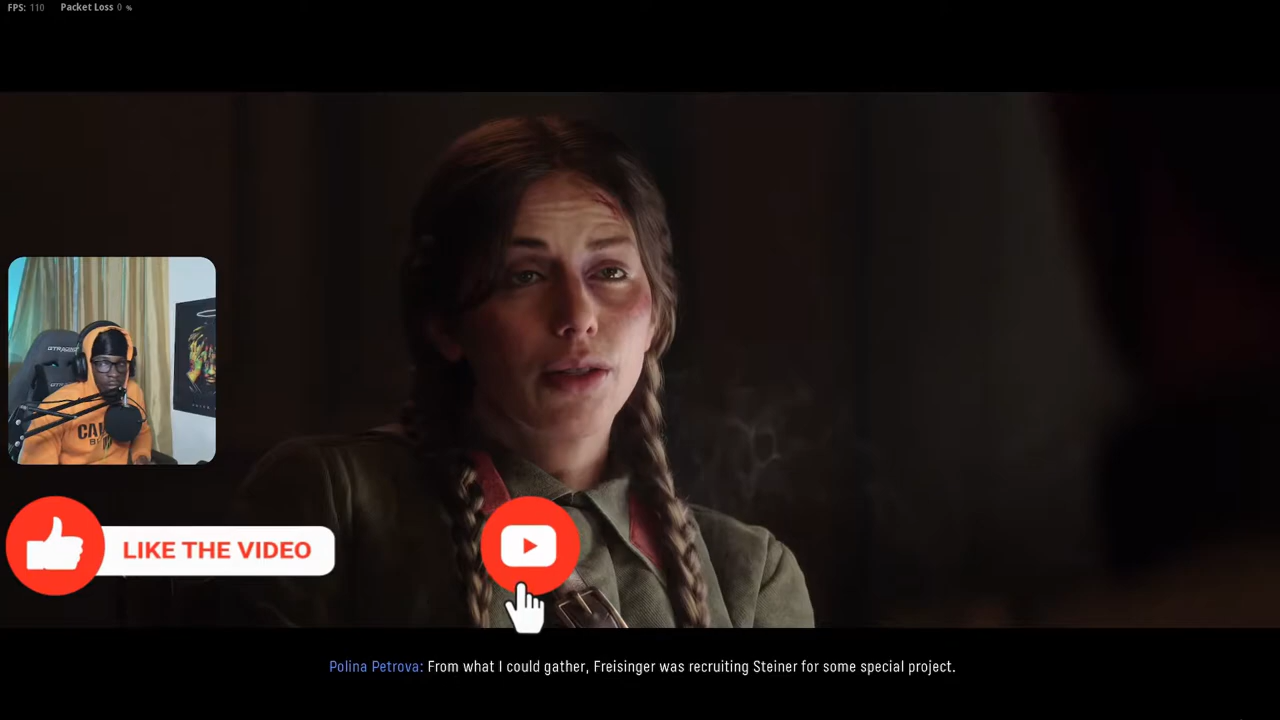 FPS: 110 Packet Loss 0 %
GTRACING
LIKE THE VIDEO
Polina Petrova: From what I could gather, Freisinger was recruiting Steiner for some special project.